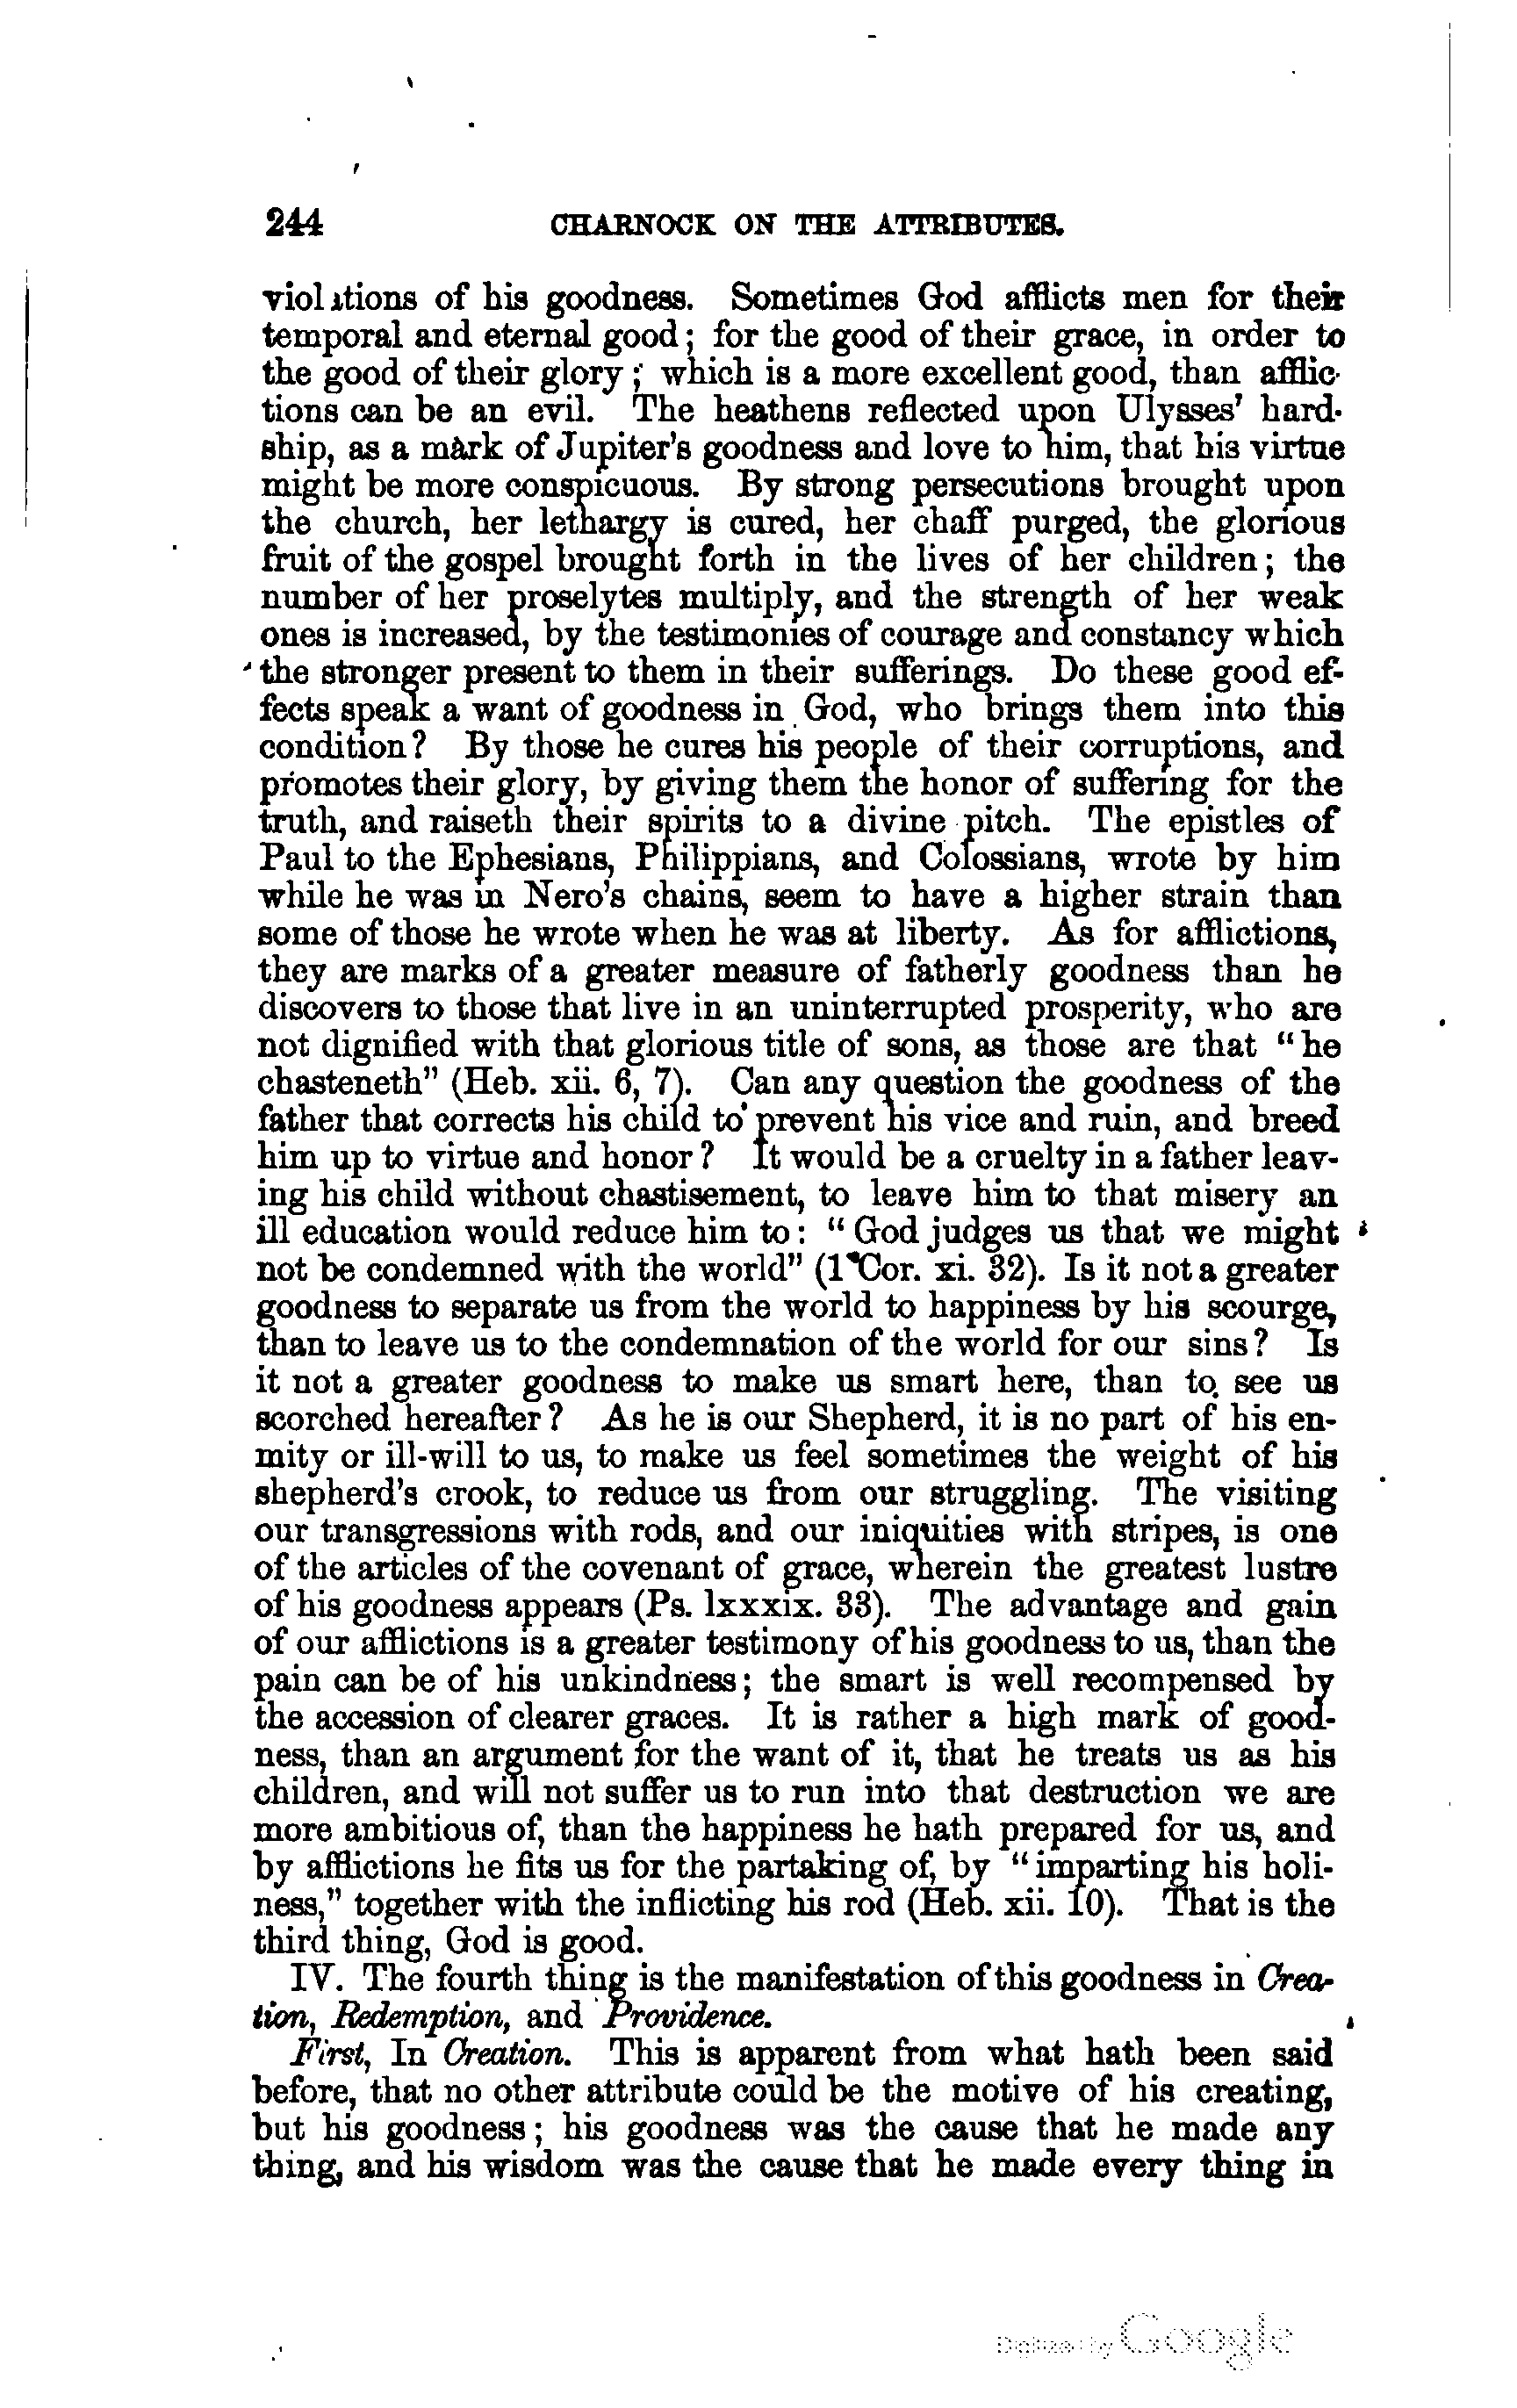 244 CHARNOCK ON THE ATTRIBUTES.
violations of his goodness. Sometimes God afflicts men for their
temporal and eternal good; for the good of their grace, in order to
the good of their glory; which is a more excellent good, than afflic-
tions can be an evil. The heathens reflected upon Ulysses' hard-
ship, as a mark of Jupiter's goodness and love to him, that his virtue
might be more conspicuous. By strong persecutions brought upon
the church, her lethargy is cured, her chaff purged, the glorious
fruit of the gospel brought forth in the lives of her children; the
number of her proselytes multiply, and the strength of her weak
ones is increased, by the testimonies of courage and constancy which
the stronger present to them in their sufferings. Do these good ef-
fects speak a want of goodness in God, who brings them into this
condition? By those he cures his people of their corruptions, and
promotes their glory, by giving them the honor of suffering for the
truth, and raiseth their spirits to a divine pitch. The epistles of
Paul to the Ephesians, Philippians, and Colossians, wrote by him
while he was in Nero's chains, seem to have a higher strain than
some of those he wrote when he was at liberty. As for afflictions,
they are marks of a greater measure of fatherly goodness than he
discovers to those that live in an uninterrupted prosperity, who are
not dignified with that glorious title of sons, as those are that "he
chasteneth" (Heb. xii. 6, 7). Can any question the goodness of the
father that corrects his child to prevent his vice and ruin, and breed
him up to virtue and honor? It would be a cruelty in a father leav-
ing his child without chastisement, to leave him to that misery an
ill education would reduce him to: "God judges us that we might
not be condemned with the world" (1 Cor. xi. 32). Is it not a greater
goodness to separate us from the world to happiness by his scourge,
than to leave us to the condemnation of the world for our sins? Is
it not a greater goodness to make us smart here, than to see us
scorched hereafter? As he is our Shepherd, it is no part of his en-
mity or ill-will to us, to make us feel sometimes the weight of his
shepherd's crook, to reduce us from our struggling. The visiting
our transgressions with rods, and our iniquities with stripes, is one
of the articles of the covenant of grace, wherein the greatest lustre
of his goodness appears (Ps. lxxxix. 33). The advantage and gain
of our afflictions is a greater testimony of his goodness to us, than the
pain can be of his unkindness; the smart is well recompensed by
the accession of clearer graces. It is rather a high mark of good-
ness, than an argument for the want of it, that he treats us as his
children, and will not suffer us to run into that destruction we are
more ambitious of, than the happiness he hath prepared for us, and
by afflictions he fits us for the partaking of, by "imparting his holi-
ness," together with the inflicting his rod (Heb. xii. 10). That is the
third thing, God is good.
IV. The fourth thing is the manifestation of this goodness in Crea-
tion, Redemption, and Providence.
First, In Creation. This is apparent from what hath been said
before, that no other attribute could be the motive of his creating,
but his goodness; his goodness was the cause that he made any
thing, and his wisdom was the cause that he made every thing in
Digitized by Google